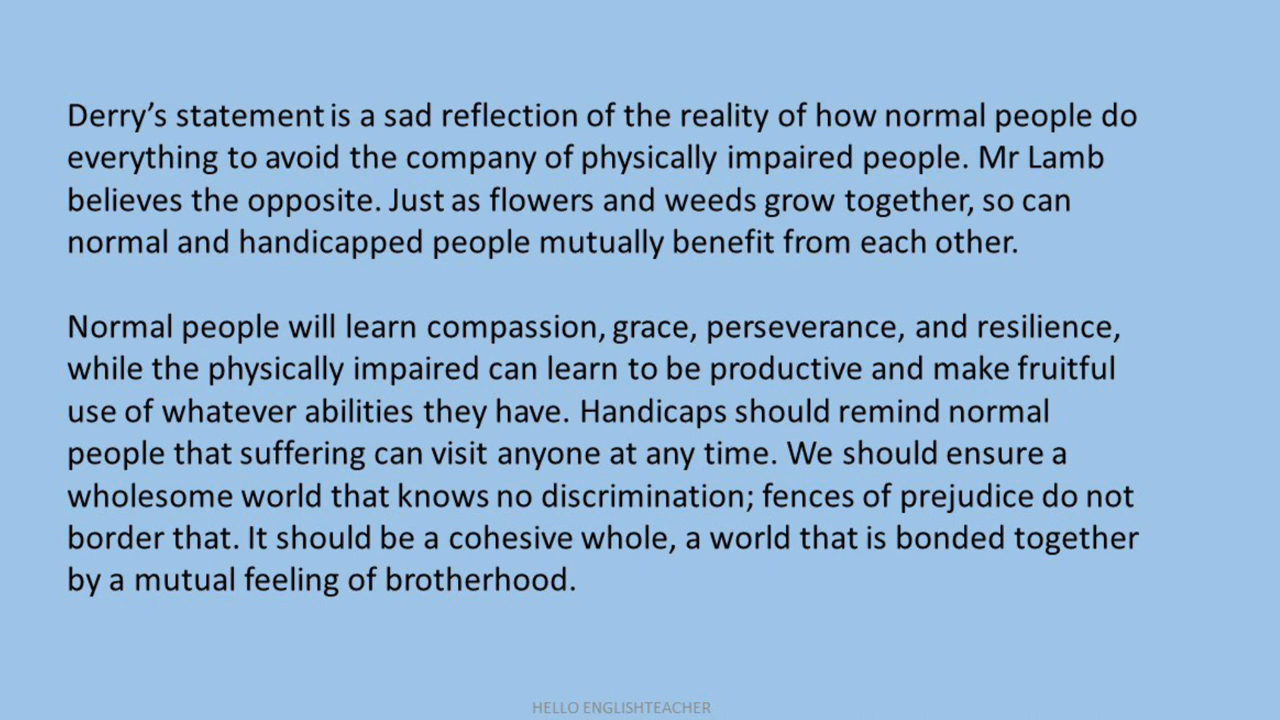 Derry’s statement is a sad reflection of the reality of how normal people do
everything to avoid the company of physically impaired people. Mr Lamb
believes the opposite. Just as flowers and weeds grow together, so can
normal and handicapped people mutually benefit from each other.
Normal people will learn compassion, grace, perseverance, and resilience,
while the physically impaired can learn to be productive and make fruitful
use of whatever abilities they have. Handicaps should remind normal
people that suffering can visit anyone at any time. We should ensure a
wholesome world that knows no discrimination; fences of prejudice do not
border that. It should be a cohesive whole, a world that is bonded together
by a mutual feeling of brotherhood.
HELLO ENGLISHTEACHER